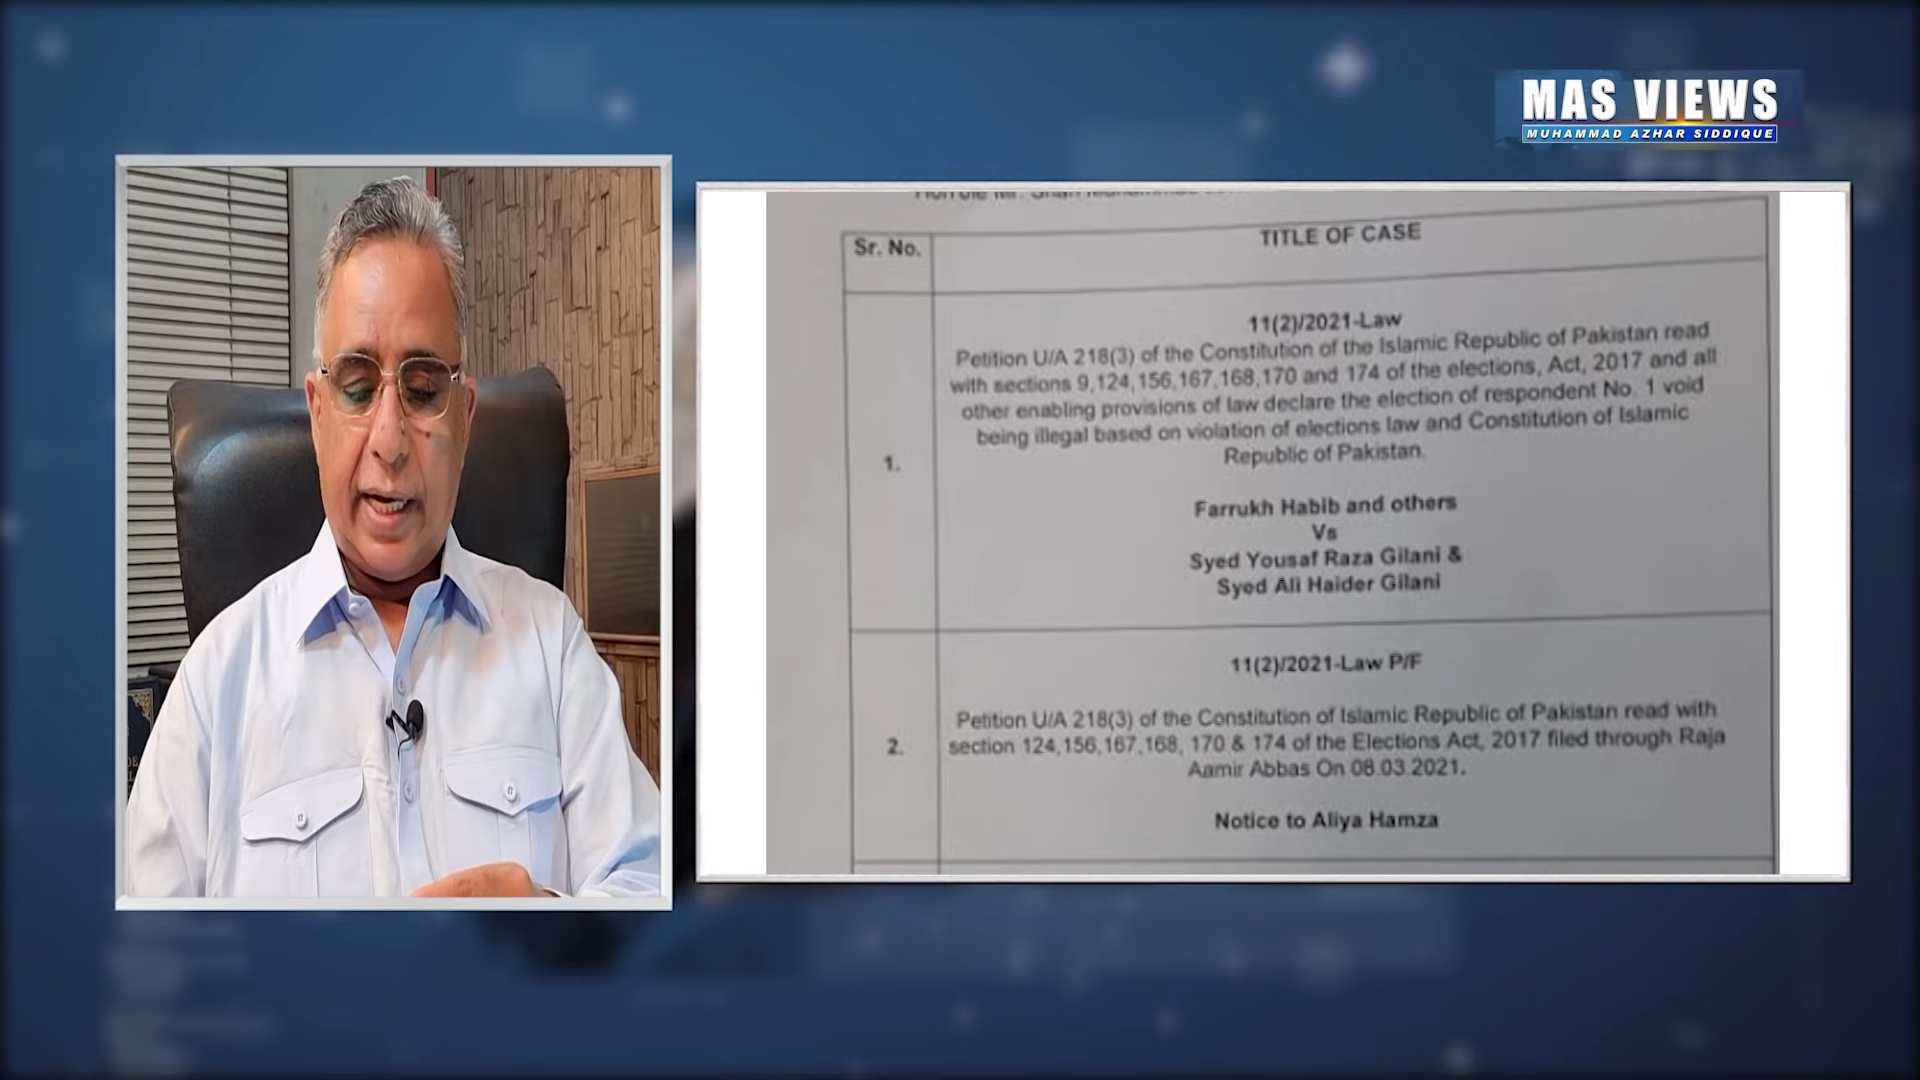 MAS VIEWS
MUHAMMAD AZHAR SIDDIQUE
Sr. No.
TITLE OF CASE
1.
11(2)/2021-Law
Petition U/A 218(3) of the Constitution of the Islamic Republic of Pakistan read
with sections 9,124,156,167,168,170 and 174 of the elections, Act, 2017 and all
other enabling provisions of law declare the election of respondent No. 1 void
being illegal based on violation of elections law and Constitution of Islamic
Republic of Pakistan.
Farrukh Habib and others
Vs
Syed Yousaf Raza Gilani &
Syed Ali Haider Gilani
2.
11(2)/2021-Law P/F
Petition U/A 218(3) of the Constitution of Islamic Republic of Pakistan read with
section 124,156,167,168, 170 & 174 of the Elections Act, 2017 filed through Raja
Aamir Abbas On 08.03.2021.
Notice to Aliya Hamza